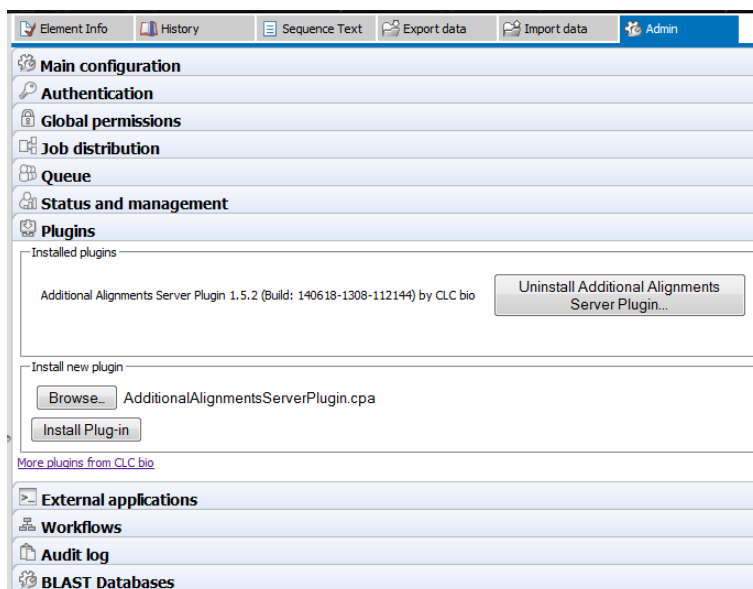 Element Info History Sequence Text Export data Import data Admin
Main configuration
Authentication
Global permissions
Job distribution
Queue
Status and management
Plugins
Installed plugins
Additional Alignments Server Plugin 1.5.2 (Build: 140618-1308-112144) by CLC bio
Uninstall Additional Alignments
Server Plugin...
Install new plugin
Browse... AdditionalAlignmentsServerPlugin.cpa
Install Plug-in
More plugins from CLC bio
External applications
Workflows
Audit log
BLAST Databases